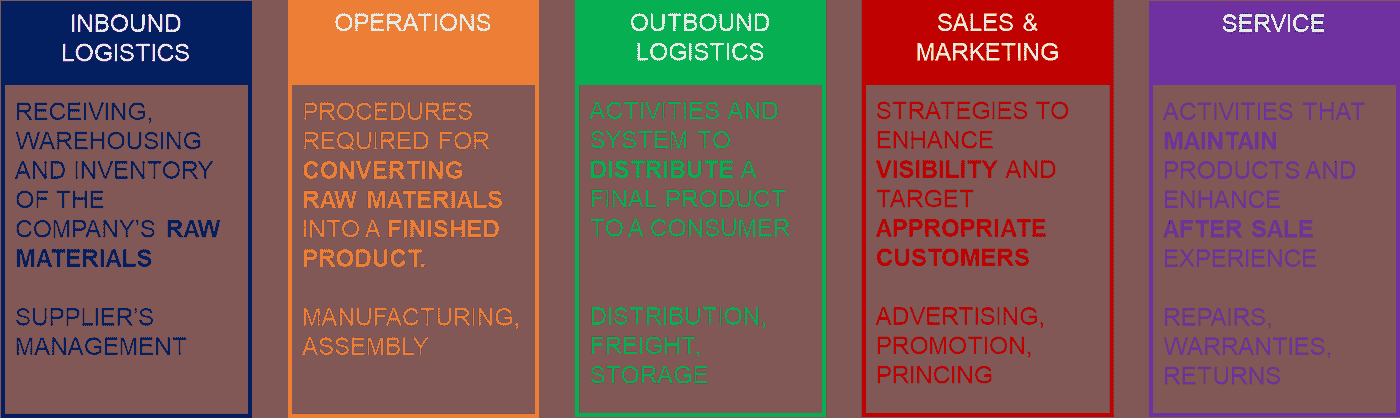 INBOUND
LOGISTICS
RECEIVING,
WAREHOUSING
AND INVENTORY
OF THE
COMPANY'S RAW
MATERIALS
SUPPLIER'S
MANAGEMENT
OPERATIONS
PROCEDURES
REQUIRED FOR
CONVERTING
RAW MATERIALS
INTO A FINISHED
PRODUCT.
MANUFACTURING,
ASSEMBLY
OUTBOUND
LOGISTICS
ACTIVITIES AND
SYSTEM TO
DISTRIBUTE A
FINAL PRODUCT
TO A CONSUMER
DISTRIBUTION,
FREIGHT,
STORAGE
SALES &
MARKETING
STRATEGIES TO
ENHANCE
VISIBILITY AND
TARGET
APPROPRIATE
CUSTOMERS
ADVERTISING,
PROMOTION,
PRINCING
SERVICE
ACTIVITIES THAT
MAINTAIN
PRODUCTS AND
ENHANCE
AFTER SALE
EXPERIENCE
REPAIRS,
WARRANTIES,
RETURNS